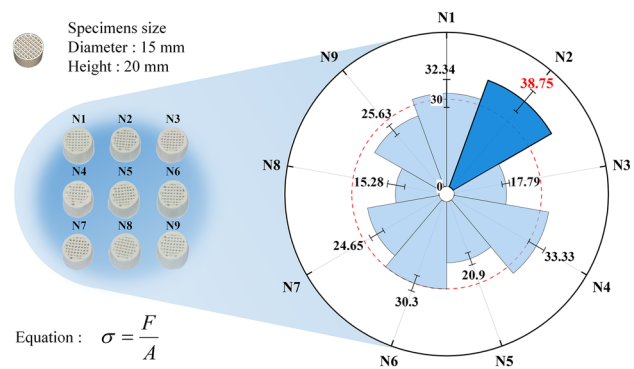 Specimens size
Diameter : 15 mm
Height : 20 mm
N1 N2 N3
N4 N5 N6
N7 N8 N9
Equation : σ = F / A
N1
N2
N3
N4
N5
N6
N7
N8
N9
32.34
38.75
17.79
33.33
20.9
30.3
24.65
15.28
25.63
30
0